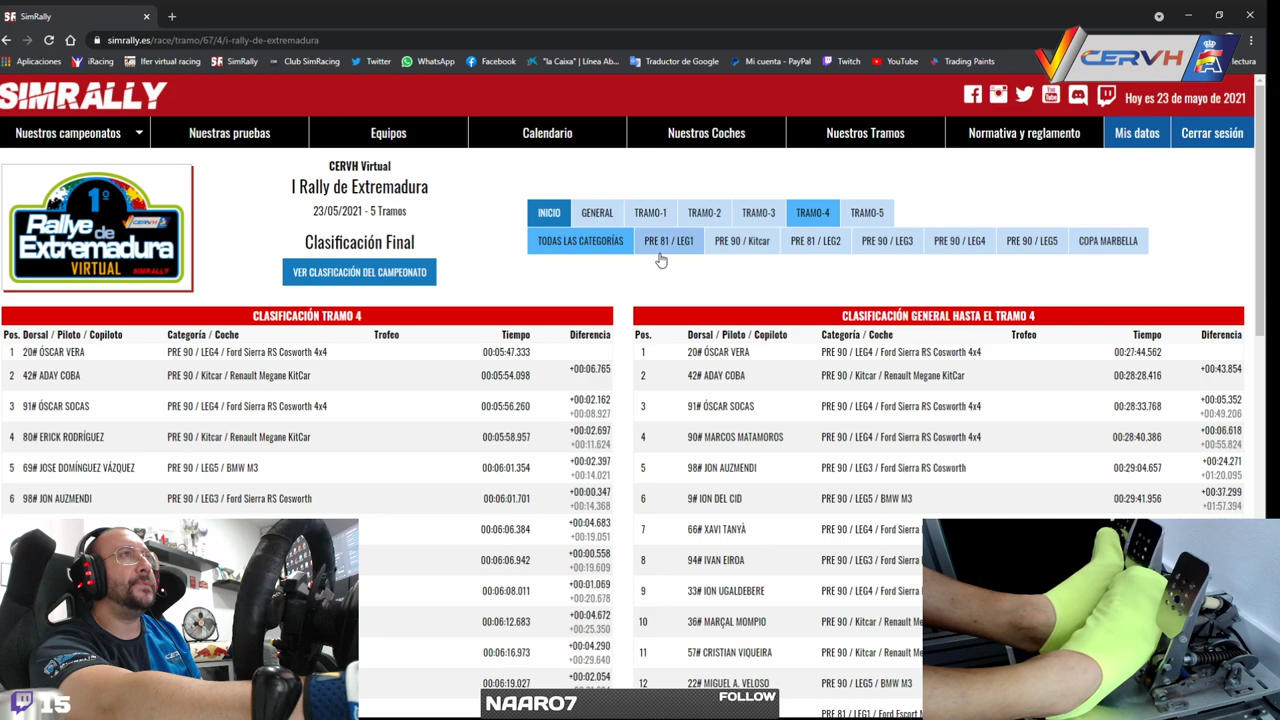 SimRally
simrally.es/race/tramo/67/4/i-rally-de-extremadura
Aplicaciones iRacing Ifer virtual racing SimRally Club SimRacing Twitter WhatsApp Facebook "la Caixa" | Línea Ab... Traductor de Google Mi cuenta - PayPal Twitch YouTube Trading Paints
CERVH
SIMRALLY
Hoy es 23 de mayo de 2021
Nuestros campeonatos Nuestras pruebas Equipos Calendario Nuestros Coches Nuestros Tramos Normativa y reglamento Mis datos Cerrar sesión
1º Rallye de Extremadura VIRTUAL
CERVH Virtual
I Rally de Extremadura
23/05/2021 - 5 Tramos
Clasificación Final
VER CLASFICACIÓN DEL CAMPEONATO
INICIO GENERAL TRAMO-1 TRAMO-2 TRAMO-3 TRAMO-4 TRAMO-5
TODAS LAS CATEGORÍAS PRE 81 / LEG1 PRE 90 / Kitcar PRE 81 / LEG2 PRE 90 / LEG3 PRE 90 / LEG4 PRE 90 / LEG5 COPA MARBELLA
CLASIFICACIÓN TRAMO 4
Pos. Dorsal / Piloto / Copiloto Categoría / Coche Trofeo Tiempo Diferencia
1 20# ÓSCAR VERA PRE 90 / LEG4 / Ford Sierra RS Cosworth 4x4 00:05:47.333
2 42# ADAY COBA PRE 90 / Kitcar / Renault Megane KitCar 00:05:54.098 +00:06.765
3 91# ÓSCAR SOCAS PRE 90 / LEG4 / Ford Sierra RS Cosworth 4x4 00:05:56.260 +00:02.162
+00:08.927
4 80# ERICK RODRÍGUEZ PRE 90 / Kitcar / Renault Megane KitCar 00:05:58.957 +00:02.697
+00:11.624
5 69# JOSE DOMÍNGUEZ VÁZQUEZ PRE 90 / LEG5 / BMW M3 00:06:01.354 +00:02.397
+00:14.021
6 98# JON AUZMENDI PRE 90 / LEG3 / Ford Sierra RS Cosworth 00:06:01.701 +00:00.347
+00:14.368
00:06:06.384 +00:04.683
+00:19.051
00:06:06.942 +00:00.558
+00:19.609
00:06:08.011 +00:01.069
+00:20.678
00:06:12.683 +00:04.672
+00:25.350
00:06:16.973 +00:04.290
+00:29.640
00:06:19.027 +00:02.054
CLASIFICACIÓN GENERAL HASTA EL TRAMO 4
Pos. Dorsal / Piloto / Copiloto Categoría / Coche Trofeo Tiempo Diferencia
1 20# ÓSCAR VERA PRE 90 / LEG4 / Ford Sierra RS Cosworth 4x4 00:27:44.562
2 42# ADAY COBA PRE 90 / Kitcar / Renault Megane KitCar 00:28:28.416 +00:43.854
3 91# ÓSCAR SOCAS PRE 90 / LEG4 / Ford Sierra RS Cosworth 4x4 00:28:33.768 +00:05.352
+00:49.206
4 90# MARCOS MATAMOROS PRE 90 / LEG4 / Ford Sierra RS Cosworth 4x4 00:28:40.386 +00:06.618
+00:55.824
5 98# JON AUZMENDI PRE 90 / LEG3 / Ford Sierra RS Cosworth 00:29:04.657 +00:24.271
+01:20.095
6 9# ION DEL CID PRE 90 / LEG5 / BMW M3 00:29:41.956 +00:37.299
+01:57.394
7 66# XAVI TANYÀ PRE 90 / LEG4 / Ford Sierra RS
8 94# IVAN EIROA PRE 90 / LEG3 / Ford Sierra RS
9 33# ION UGALDEBERE PRE 90 / LEG4 / Ford Sierra RS
10 36# MARÇAL MOMPIO PRE 90 / Kitcar / Renault Me
11 57# CRISTIAN VIQUEIRA PRE 90 / Kitcar / Renault Me
12 22# MIGUEL A. VELOSO PRE 90 / LEG5 / BMW M3
PRE 81 / LEG1 / Ford Escort M
15
NAARO7 FOLLOW